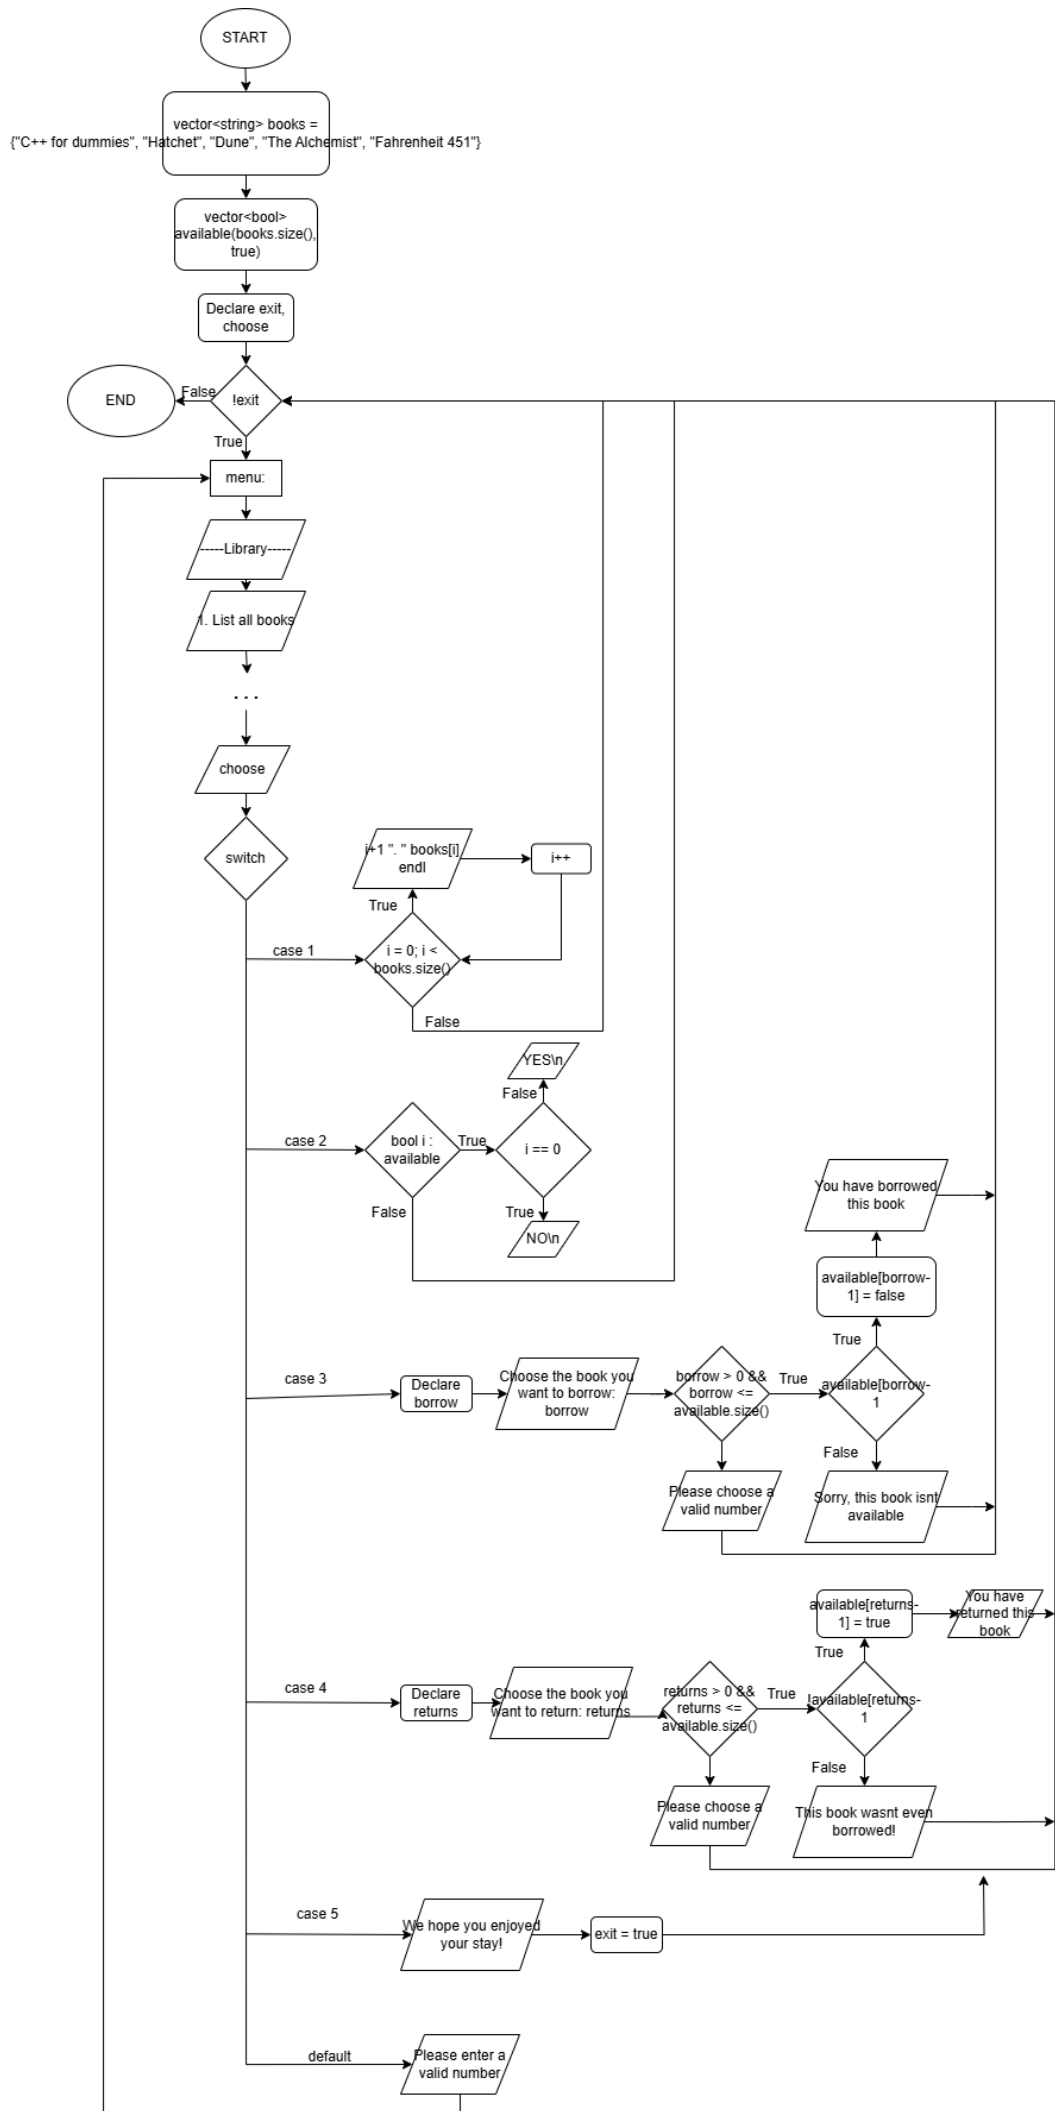 START
vector<string> books =
{"C++ for dummies", "Hatchet", "Dune", "The Alchemist", "Fahrenheit 451"}
vector<bool>
available(books.size(),
true)
Declare exit,
choose
END
False
!exit
True
menu:
-----Library-----
1. List all books
. . .
choose
switch
i+1 ". " books[i]
endl
i++
True
case 1
i = 0; i <
books.size()
False
YES\n
False
case 2
bool i :
available
True
i == 0
False
True
NO\n
You have borrowed
this book
available[borrow-
1] = false
True
case 3
Declare
borrow
Choose the book you
want to borrow:
borrow
borrow > 0 &&
borrow <=
available.size()
True
available[borrow-
1
False
Please choose a
valid number
Sorry, this book isnt
available
available[returns-
1] = true
You have
returned this
book
True
case 4
Declare
returns
Choose the book you
want to return: returns
returns > 0 &&
returns <=
available.size()
True
!available[returns-
1
False
Please choose a
valid number
This book wasnt even
borrowed!
case 5
We hope you enjoyed
your stay!
exit = true
default
Please enter a
valid number